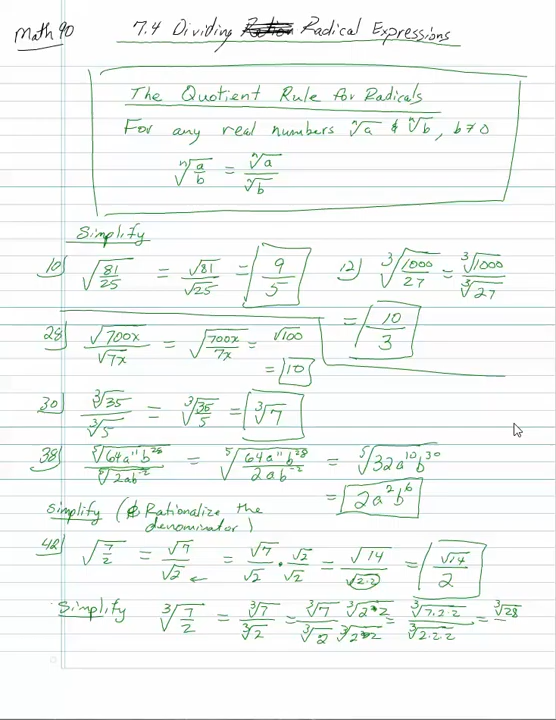 Math 90
7.4 Dividing Radical Expressions
The Quotient Rule for Radicals
For any real numbers ⁿ√a & ⁿ√b, b ≠ 0
ⁿ√(a/b) = ⁿ√a / ⁿ√b
Simplify
10) √(81/25) = √81/√25 = 9/5
12) ³√(1000/27) = ³√1000/³√27
= 10/3
28) √700x/√7x = √(700x/7x) = √100
= 10
30) ³√35/³√5 = ³√(35/5) = ³√7
38) ⁵√(64a¹¹b²⁸)/⁵√(2ab⁻²) = ⁵√(64a¹¹b²⁸/2ab⁻²) = ⁵√(32a¹⁰b³⁰)
= 2a²b⁶
Simplify (& Rationalize the
denominator)
42) √(7/2) = √7/√2 = √7/√2 · √2/√2 = √14/√(2·2) = √14/2
Simplify ³√(7/2) = ³√7/³√2 = ³√7/³√2 ³√(2·2)/³√(2·2) = ³√(7·2·2)/³√(2·2·2) = ³√28